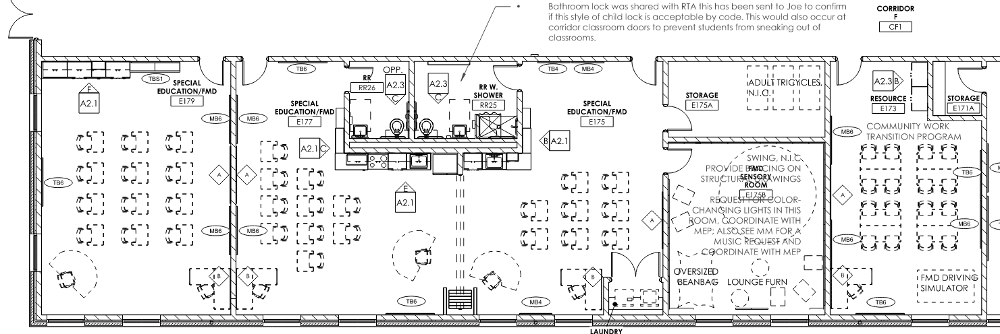 Bathroom lock was shared with RTA this has been sent to Joe to confirm
if this style of child lock is acceptable by code. This would also occur at
corridor classroom doors to prevent students from sneaking out of
classrooms.
CORRIDOR
F
CF1
TBS1
SPECIAL
EDUCATION/FMD
E179
F
A2.1
MB6
TB6
A
MB6
B
TB6
SPECIAL
EDUCATION/FMD
E177
MB6
A2.1 C
A
MB6
B
E
A2.1
TB6
RR
RR26
OPP.
A2.3
C
A2.3
C
RR W.
SHOWER
RR25
TB4
MB4
SPECIAL
EDUCATION/FMD
E175
B A2.1
A
B
MB4
LAUNDRY
STORAGE
E175A
ADULT TRICYCLES,
N.I.C.
SWING, N.I.C.
PROVIDE BLOCING ON
STRUCTURAL DRAWINGS
FMD
SENSORY
ROOM
E175B
REQUEST FOR COLOR-
CHANGING LIGHTS IN THIS
ROOM, COORDINATE WITH
MEP; ALSO SEE MM FOR A
MUSIC REQUEST AND
COORDINATE WITH MEP
OVERSIZED
BEANBAG
LOUNGE FURN
A2.3 B
RESOURCE
E173
STORAGE
E171A
COMMUNITY WORK
TRANSITION PROGRAM
MB6
TB6
A
MB6
MB6
B
FMD DRIVING
SIMULATOR
TB6